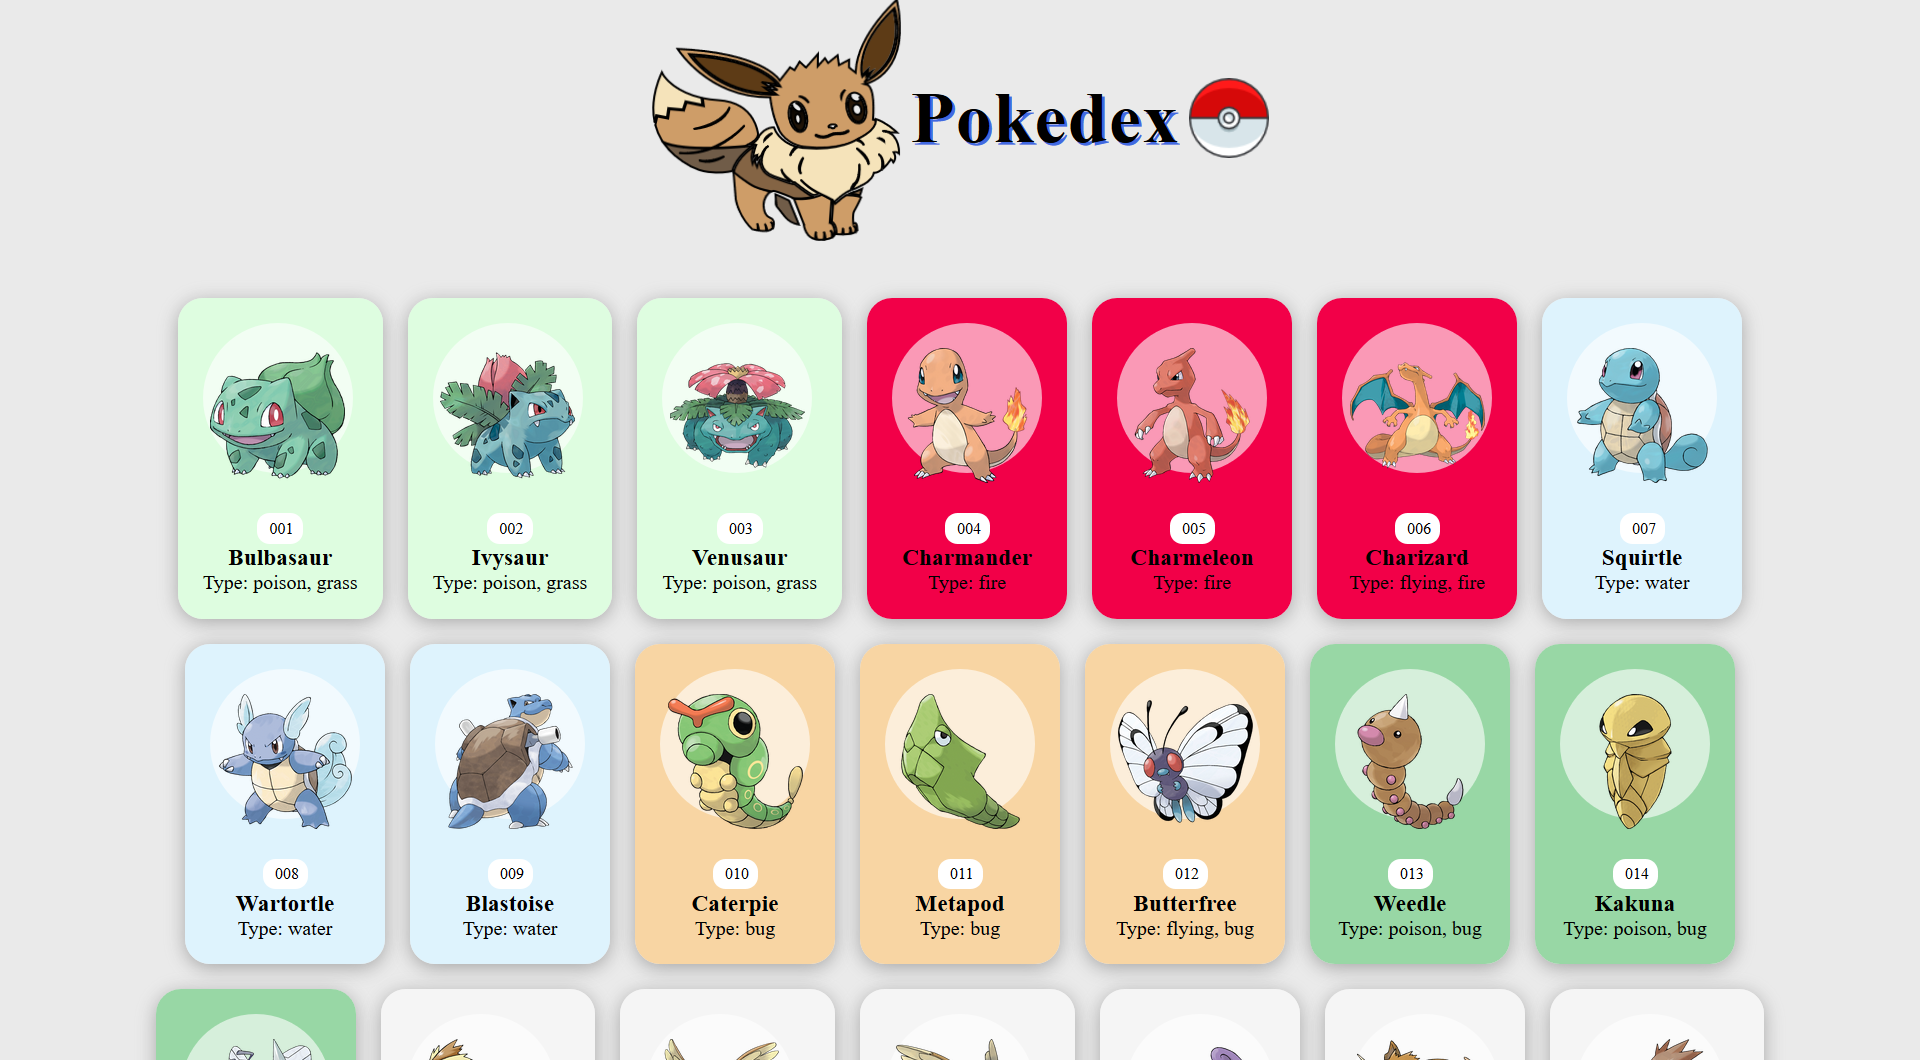 Pokedex
001
Bulbasaur
Type: poison, grass
002
Ivysaur
Type: poison, grass
003
Venusaur
Type: poison, grass
004
Charmander
Type: fire
005
Charmeleon
Type: fire
006
Charizard
Type: flying, fire
007
Squirtle
Type: water
008
Wartortle
Type: water
009
Blastoise
Type: water
010
Caterpie
Type: bug
011
Metapod
Type: bug
012
Butterfree
Type: flying, bug
013
Weedle
Type: poison, bug
014
Kakuna
Type: poison, bug